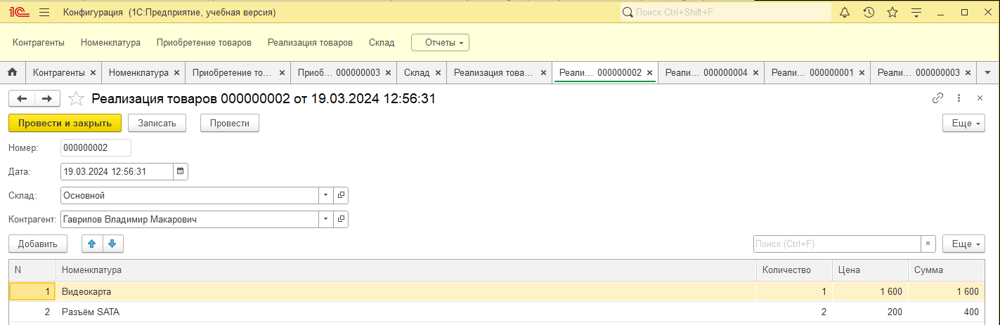 1С Конфигурация (1С:Предприятие, учебная версия) Поиск Ctrl+Shift+F
Контрагенты Номенклатура Приобретение товаров Реализация товаров Склад Отчеты
Контрагенты Номенклатура Приобретение то... Приоб... 000000003 Склад Реализация това... Реали... 000000002 Реали... 000000004 Реали... 000000001 Реали... 000000003
Реализация товаров 000000002 от 19.03.2024 12:56:31
Провести и закрыть Записать Провести Еще
Номер: 000000002
Дата: 19.03.2024 12:56:31
Склад: Основной
Контрагент: Гаврилов Владимир Макарович
Добавить Поиск (Ctrl+F) Еще
N Номенклатура Количество Цена Сумма
1 Видеокарта 1 1 600 1 600
2 Разъём SATA 2 200 400